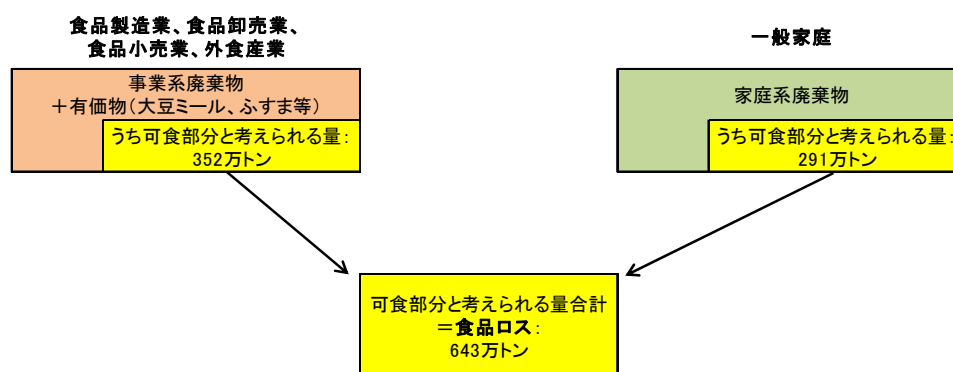 食品製造業、食品卸売業、
食品小売業、外食産業
事業系廃棄物
＋有価物(大豆ミール、ふすま等)
うち可食部分と考えられる量:
352万トン
一般家庭
家庭系廃棄物
うち可食部分と考えられる量:
291万トン
可食部分と考えられる量合計
＝食品ロス:
643万トン